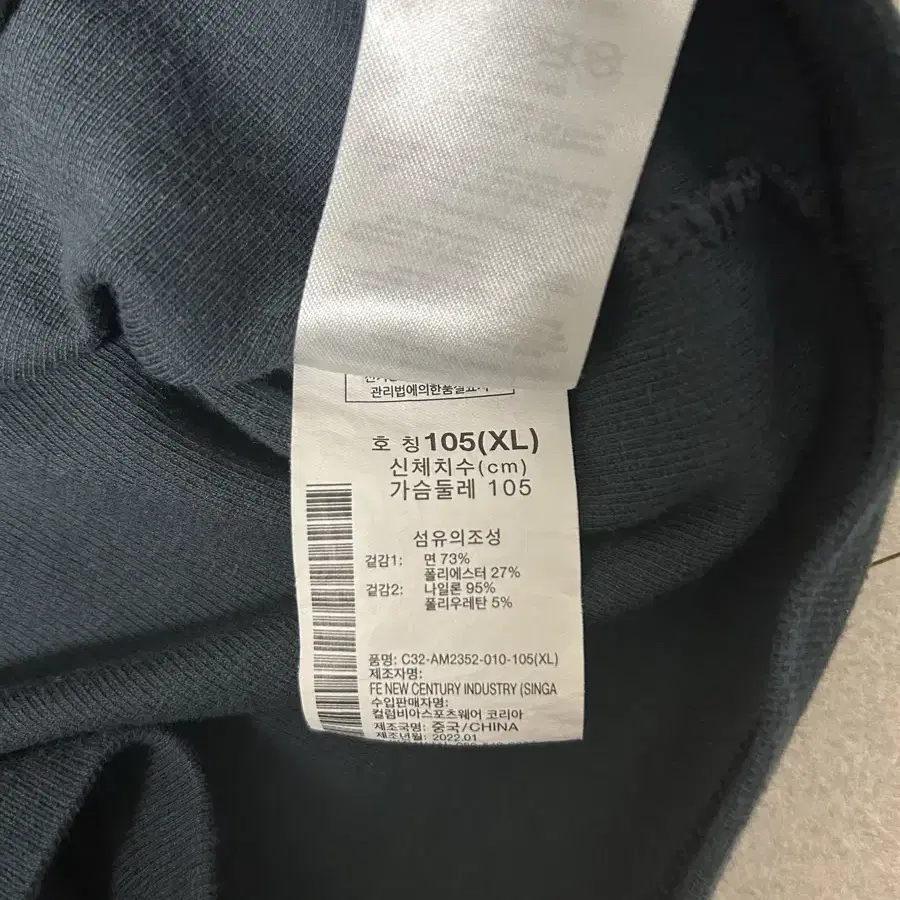 관리법에의한품질표시
호 칭 105(XL)
신체치수(cm)
가슴둘레 105
섬유의조성
겉감1: 면 73%
폴리에스터 27%
겉감2: 나일론 95%
폴리우레탄 5%
품명: C32-AM2352-010-105(XL)
제조자명:
FE NEW CENTURY INDUSTRY (SINGA
수입판매자명:
컬럼비아스포츠웨어 코리아
제조국명: 중국/CHINA
제조년월: 2022.01